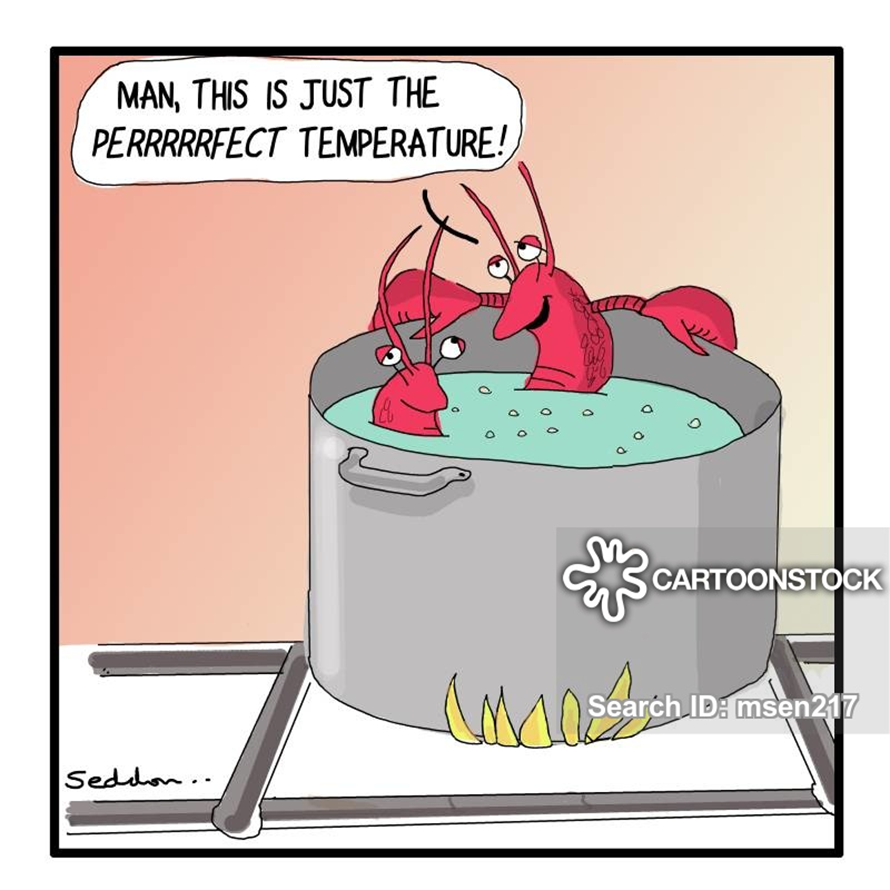 MAN, THIS IS JUST THE
PERRRRRFECT TEMPERATURE!
CARTOONSTOCK
Search ID: msen217
Seddon..